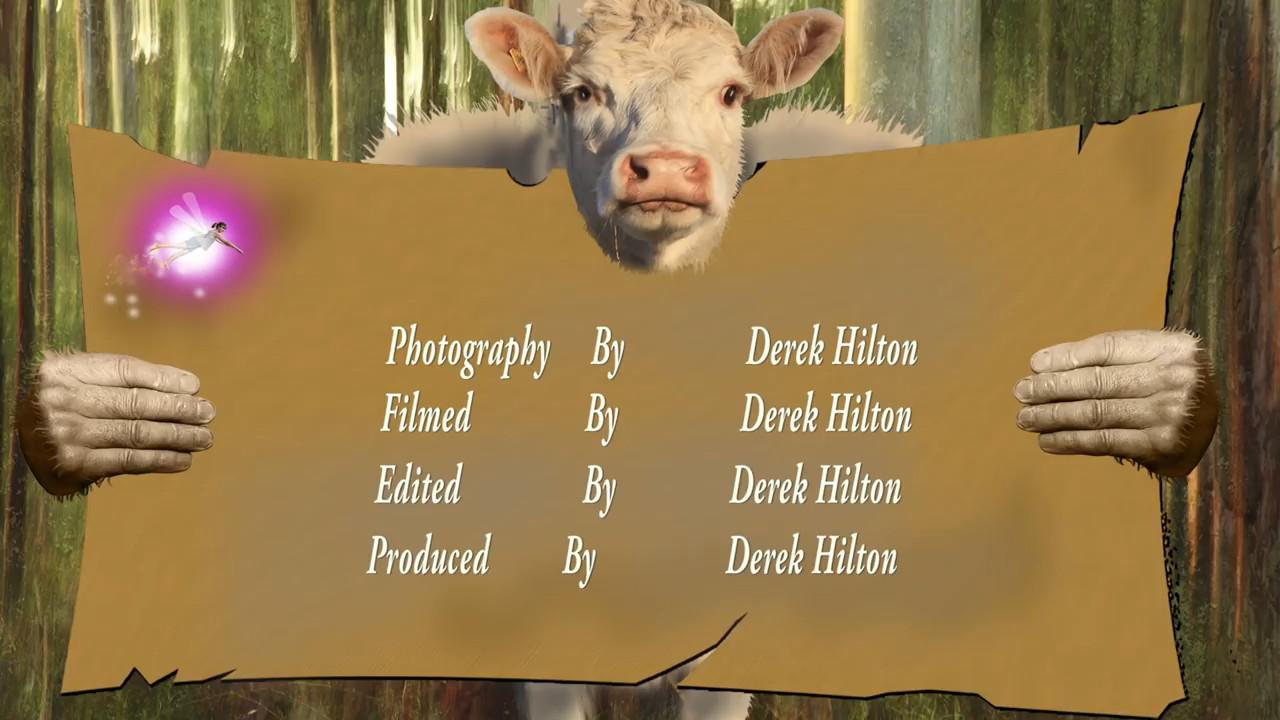 Photography By Derek Hilton
Filmed By Derek Hilton
Edited By Derek Hilton
Produced By Derek Hilton